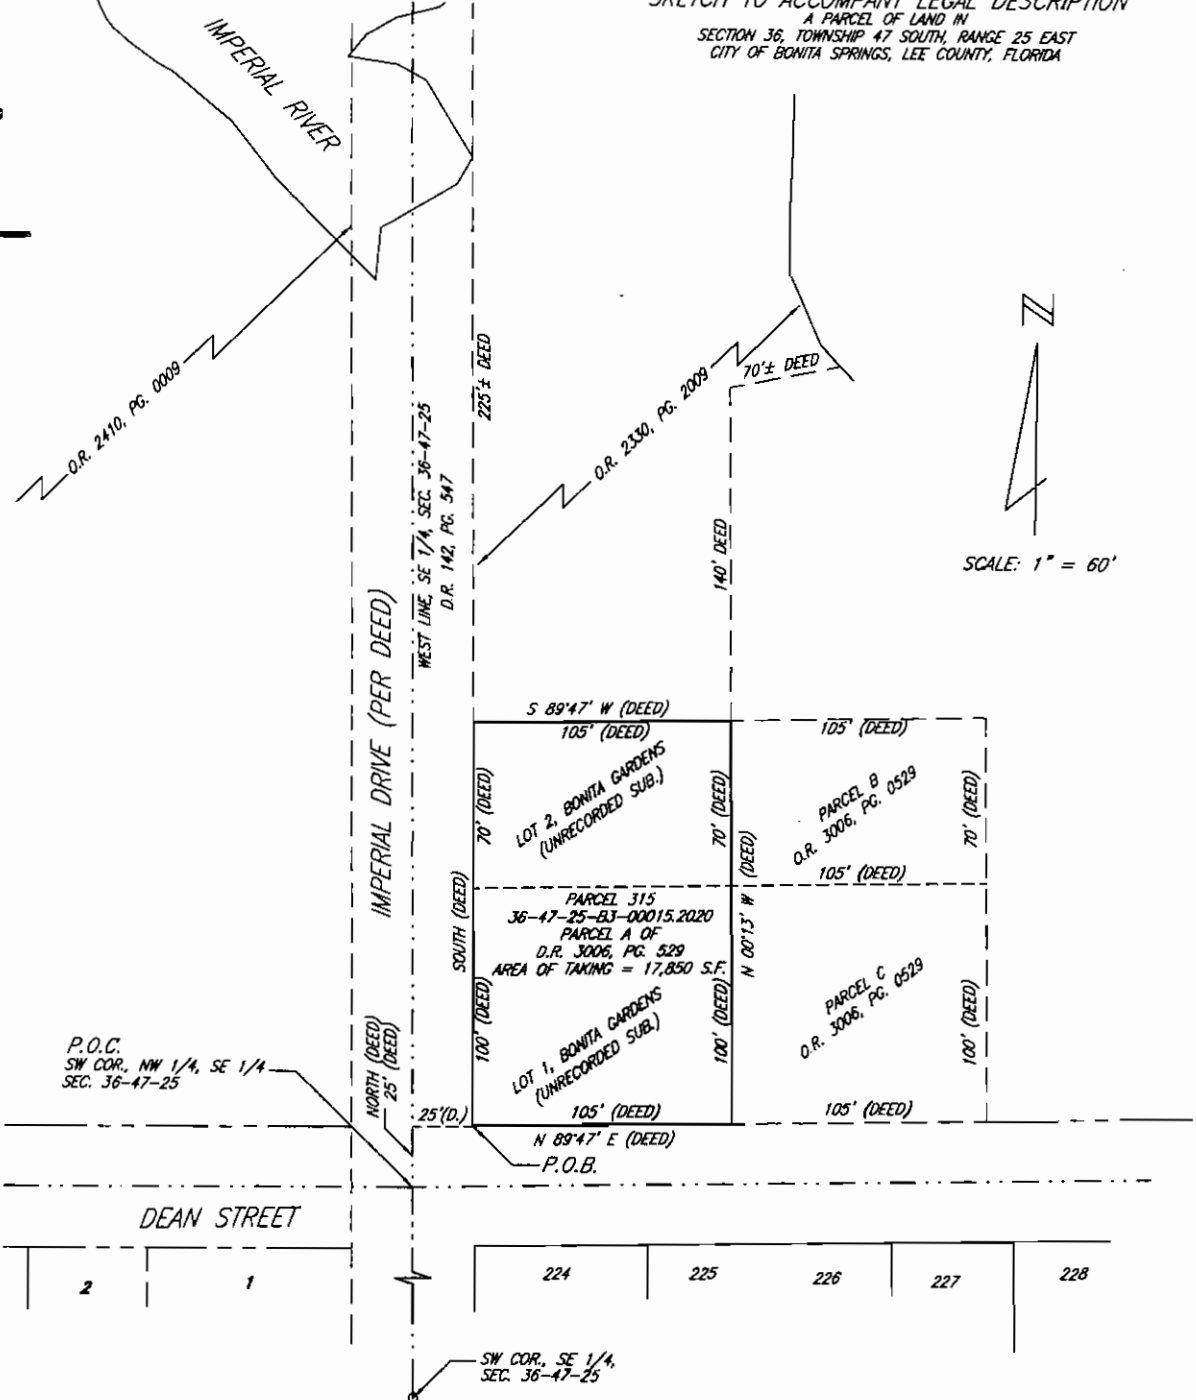 SKETCH TO ACCOMPANY LEGAL DESCRIPTION
A PARCEL OF LAND IN
SECTION 36, TOWNSHIP 47 SOUTH, RANGE 25 EAST
CITY OF BONITA SPRINGS, LEE COUNTY, FLORIDA
IMPERIAL RIVER
O.R. 2410, PG. 0009
225'± DEED
WEST LINE, SE 1/4, SEC. 36-47-25
D.R. 142, PG. 547
O.R. 2330, PG. 2009
70'± DEED
140' DEED
N
SCALE: 1" = 60'
IMPERIAL DRIVE (PER DEED)
S 89°47' W (DEED)
105' (DEED)
105' (DEED)
70' (DEED)
LOT 2, BONITA GARDENS
(UNRECORDED SUB.)
70' (DEED)
PARCEL B
O.R. 3006, PG. 0529
70' (DEED)
105' (DEED)
SOUTH (DEED)
PARCEL 315
36-47-25-B3-00015.2020
PARCEL A OF
D.R. 3006, PG. 529
AREA OF TAKING = 17,850 S.F.
N 00°13' W (DEED)
100' (DEED)
LOT 1, BONITA GARDENS
(UNRECORDED SUB.)
100' (DEED)
PARCEL C
O.R. 3006, PG. 0529
100' (DEED)
P.O.C.
SW COR., NW 1/4, SE 1/4
SEC. 36-47-25
NORTH (DEED)
25' (DEED)
25'(D.)
105' (DEED)
105' (DEED)
N 89°47' E (DEED)
P.O.B.
DEAN STREET
2
1
224
225
226
227
228
SW COR., SE 1/4,
SEC. 36-47-25